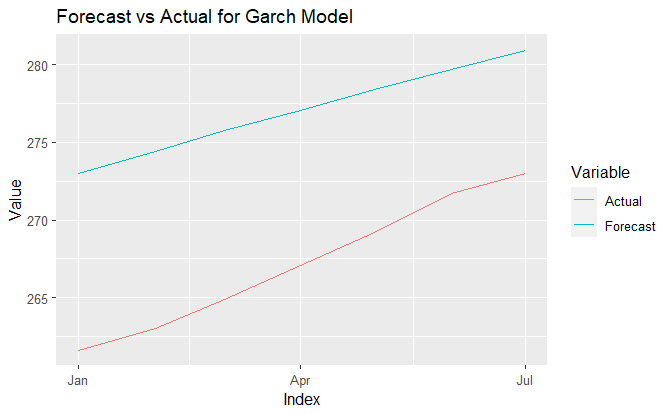 Forecast vs Actual for Garch Model
280
275
270
265
Value
Jan
Apr
Jul
Index
Variable
Actual
Forecast